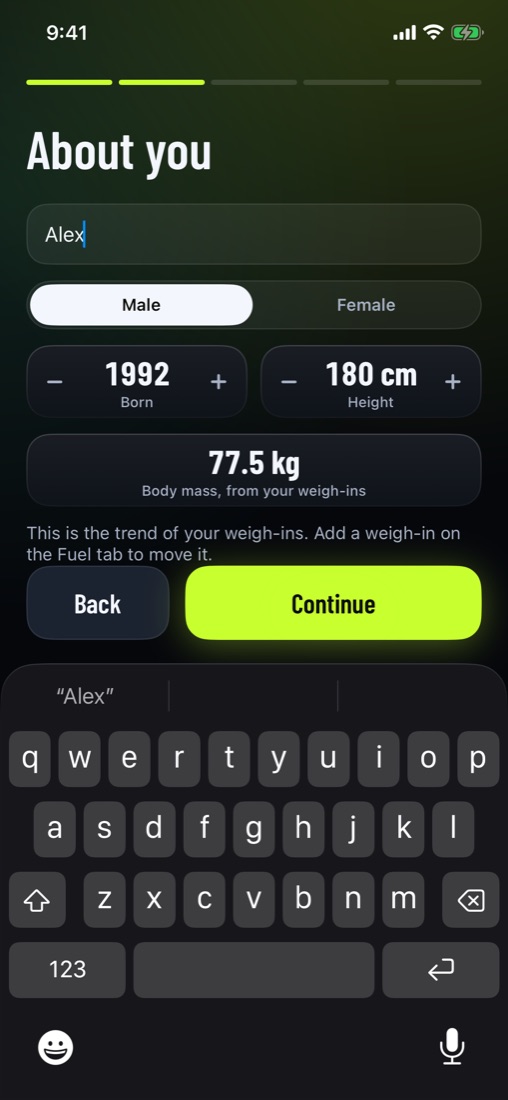 9:41
About you
Alex
Male
Female
− 1992 +
Born
− 180 cm +
Height
77.5 kg
Body mass, from your weigh-ins
This is the trend of your weigh-ins. Add a weigh-in on
the Fuel tab to move it.
Back
Continue
“Alex”
q w e r t y u i o p
a s d f g h j k l
z x c v b n m
123